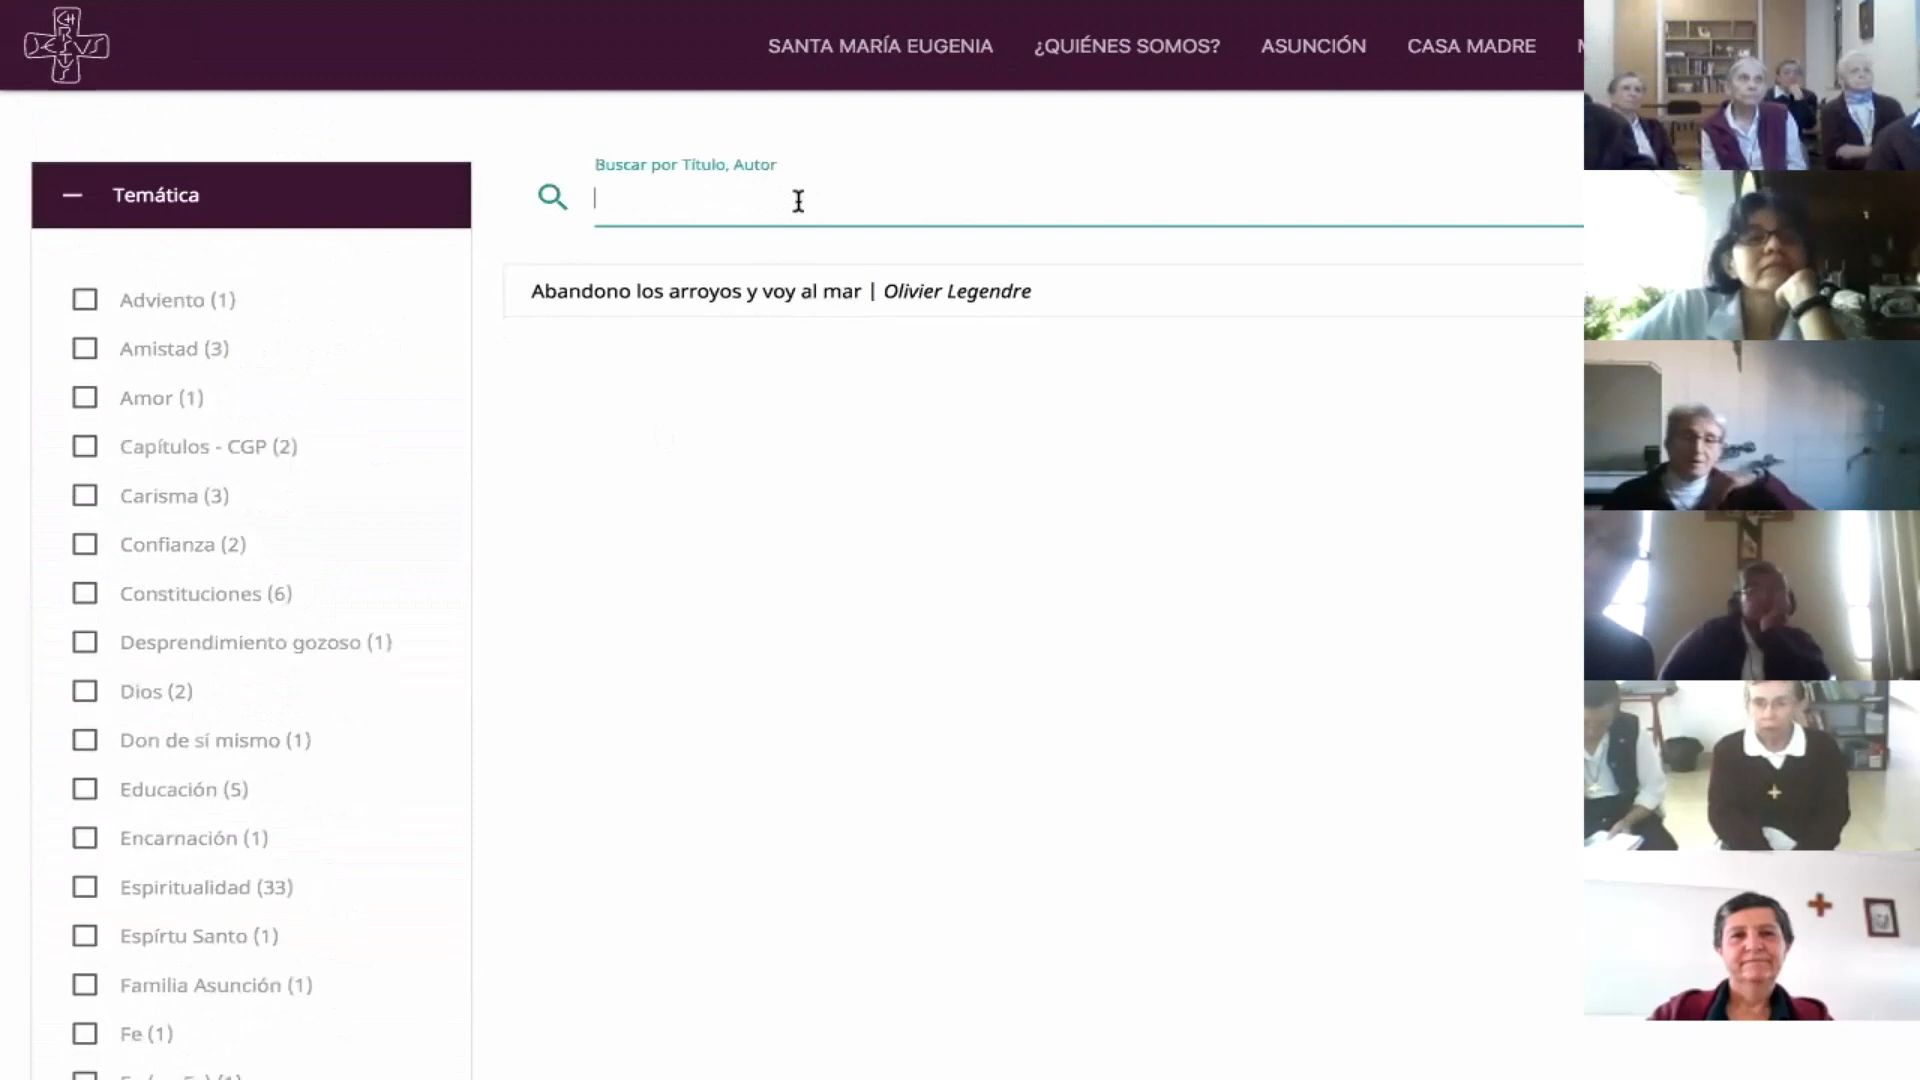 CHRISTUS
JESUS
SANTA MARÍA EUGENIA
¿QUIÉNES SOMOS?
ASUNCIÓN
CASA MADRE
Temática
Buscar por Título, Autor
Abandono los arroyos y voy al mar | Olivier Legendre
Adviento (1)
Amistad (3)
Amor (1)
Capítulos - CGP (2)
Carisma (3)
Confianza (2)
Constituciones (6)
Desprendimiento gozoso (1)
Dios (2)
Don de sí mismo (1)
Educación (5)
Encarnación (1)
Espiritualidad (33)
Espírtu Santo (1)
Familia Asunción (1)
Fe (1)